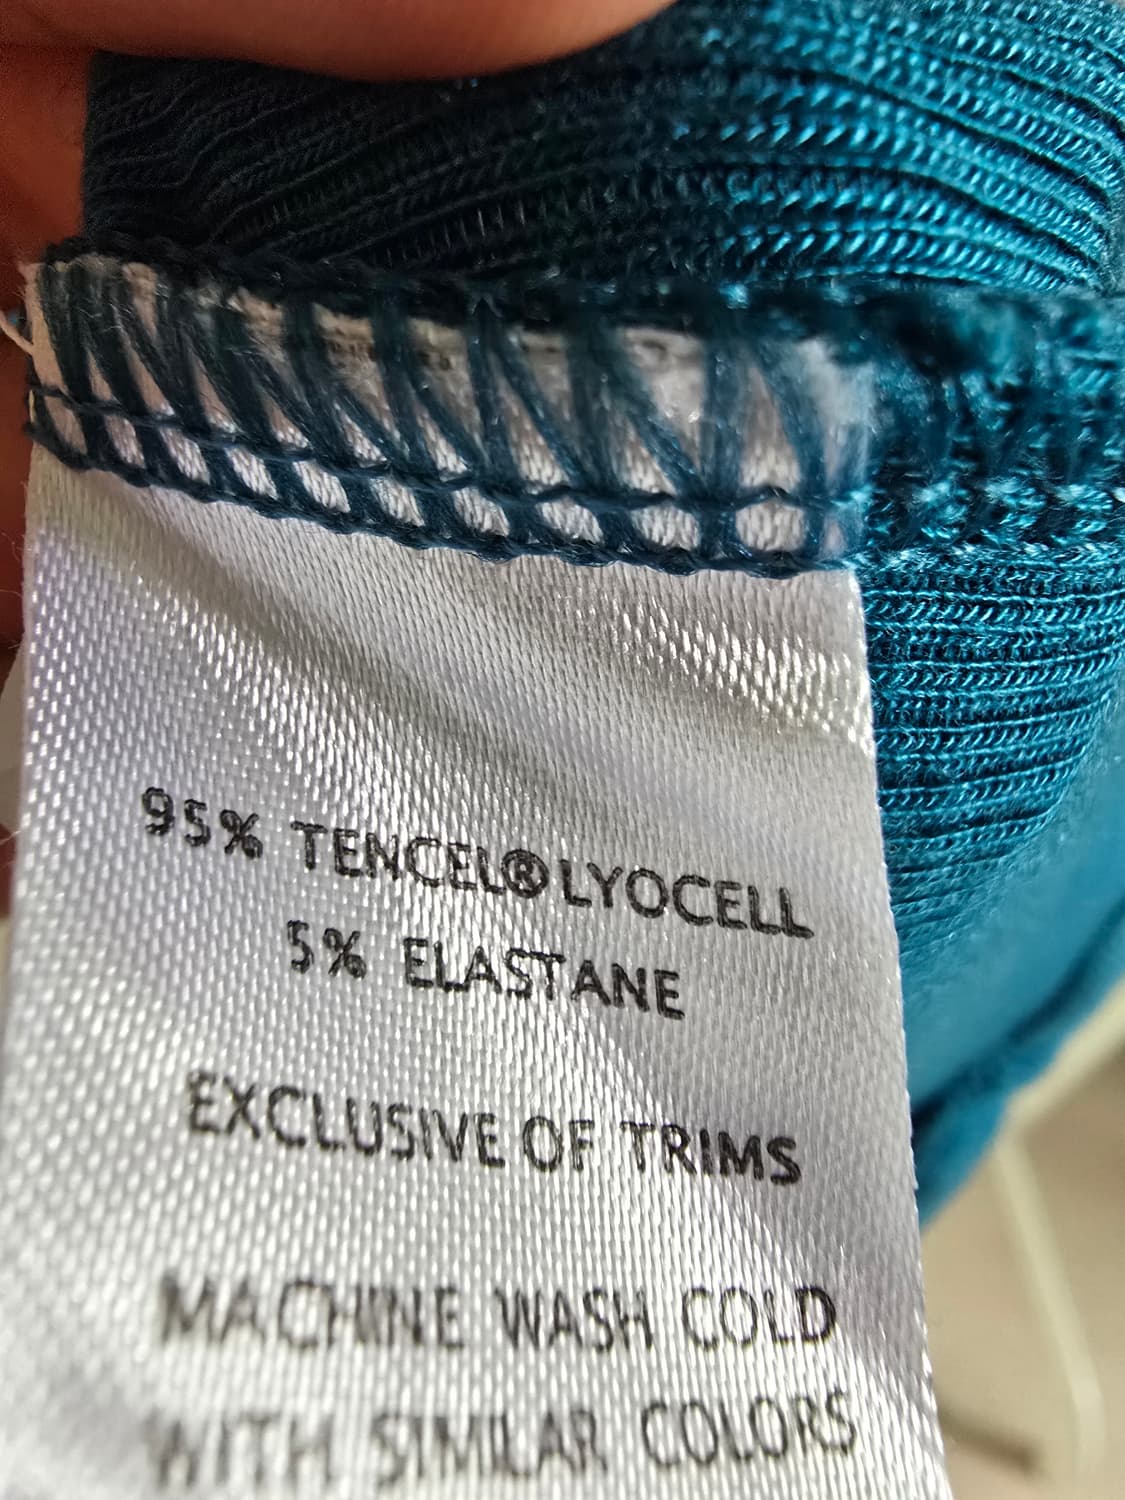 95% TENCEL® LYOCELL
5% ELASTANE
EXCLUSIVE OF TRIMS
MACHINE WASH COLD
WITH SIMILAR COLORS